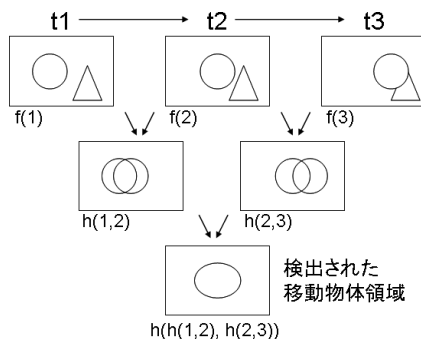 t1 t2 t3
f(1) f(2) f(3)
h(1,2) h(2,3)
検出された
移動物体領域
h(h(1,2), h(2,3))